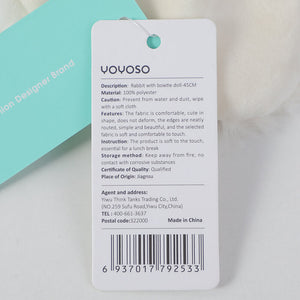 ion Designer Brand
YOYOSO
Description: Rabbit with bowtie doll-45CM
Material: 100% polyester
Caution: Prevent from water and dust, wipe
with a soft cloth
Features: The fabric is comfortable, cute in
shape, does not deform, the edges are neatly
routed, simple and beautiful, and the selected
fabric is soft and comfortable to touch.
Instruction: The product is soft to the touch,
essential for a lunch break
Storage method: Keep away from fire, no
contact with corrosive substances
Certificate of Quality: Qualified
Place of Origin: Jiagnsu
Agent and address:
Yiwu Think Tanks Trading Co., Ltd
(NO.259 Sufu Road,Yiwu City,China)
TEL: 400-661-3637
Postal code:322000 Made in China
6 937017 792533